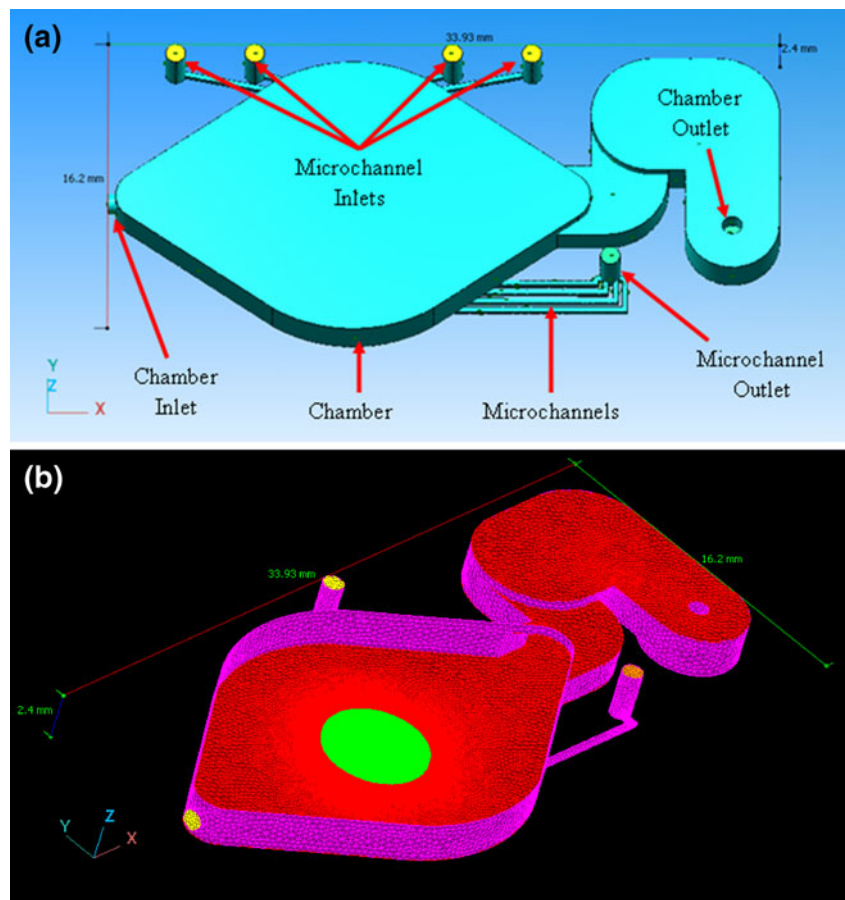 (a)
33.93 mm
2.4 mm
16.2 mm
Chamber
Outlet
Microchannel
Inlets
Chamber
Inlet
Chamber
Microchannels
Microchannel
Outlet
Y
Z
X
(b)
33.93 mm
16.2 mm
2.4 mm
Y
Z
X